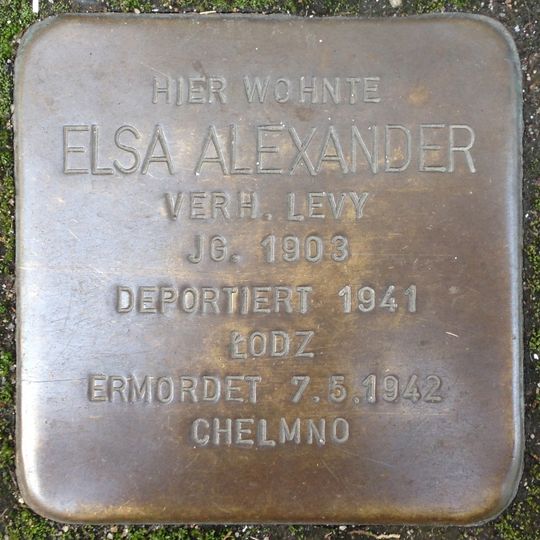 HIER WOHNTE
ELSA ALEXANDER
VERH. LEVY
JG. 1903
DEPORTIERT 1941
ŁODZ
ERMORDET 7.5.1942
CHELMNO